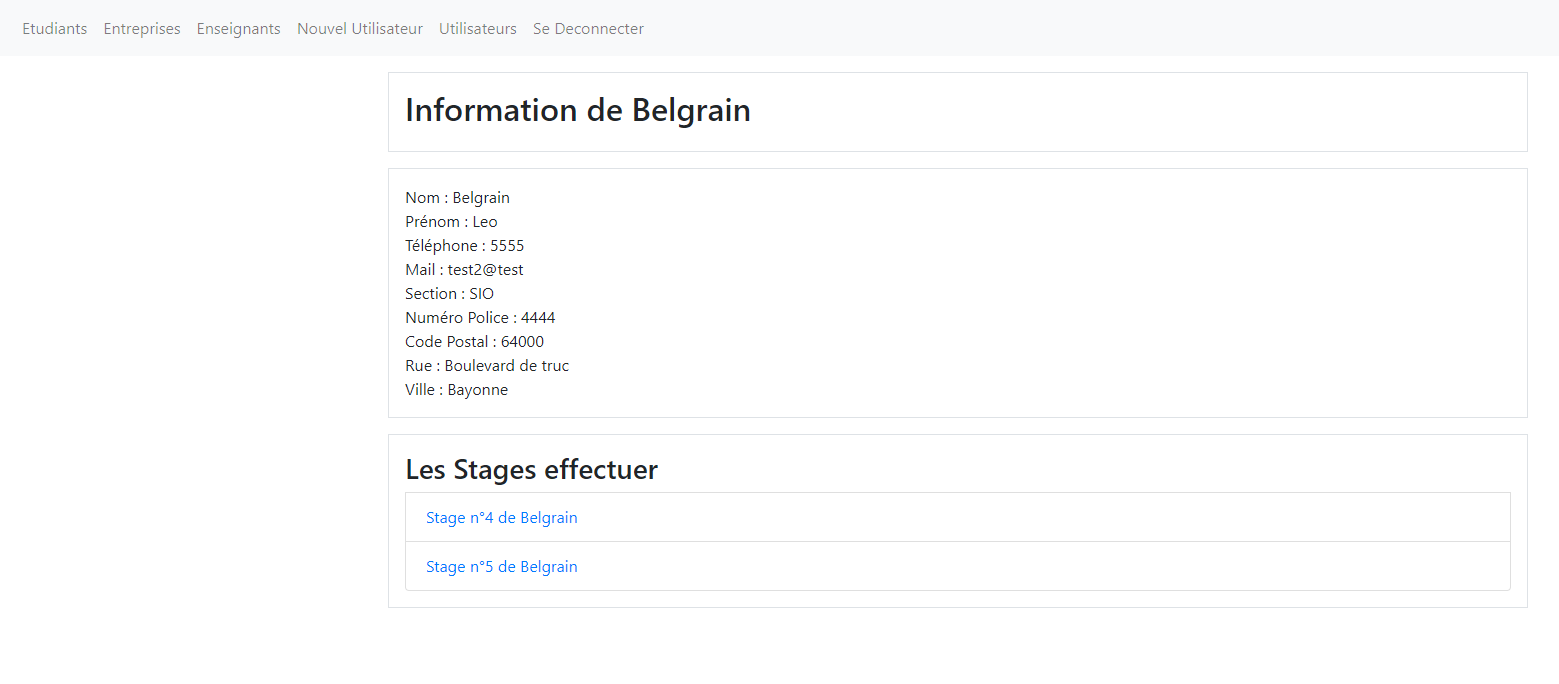 Etudiants Entreprises Enseignants Nouvel Utilisateur Utilisateurs Se Deconnecter
Information de Belgrain
Nom : Belgrain
Prénom : Leo
Téléphone : 5555
Mail : test2@test
Section : SIO
Numéro Police : 4444
Code Postal : 64000
Rue : Boulevard de truc
Ville : Bayonne
Les Stages effectuer
Stage n°4 de Belgrain
Stage n°5 de Belgrain